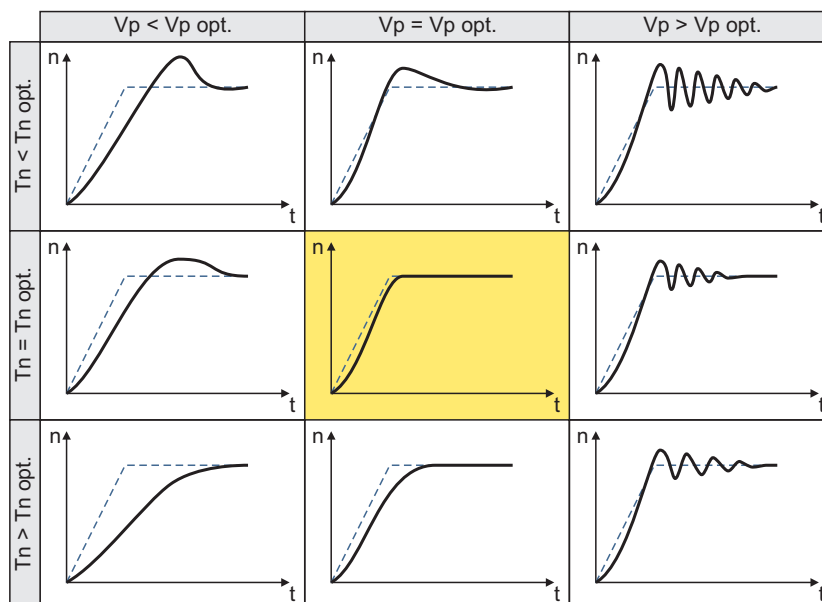 Vp < Vp opt.
Vp = Vp opt.
Vp > Vp opt.
Tn < Tn opt.
n
t
n
t
n
t
Tn = Tn opt.
n
t
n
t
n
t
Tn > Tn opt.
n
t
n
t
n
t